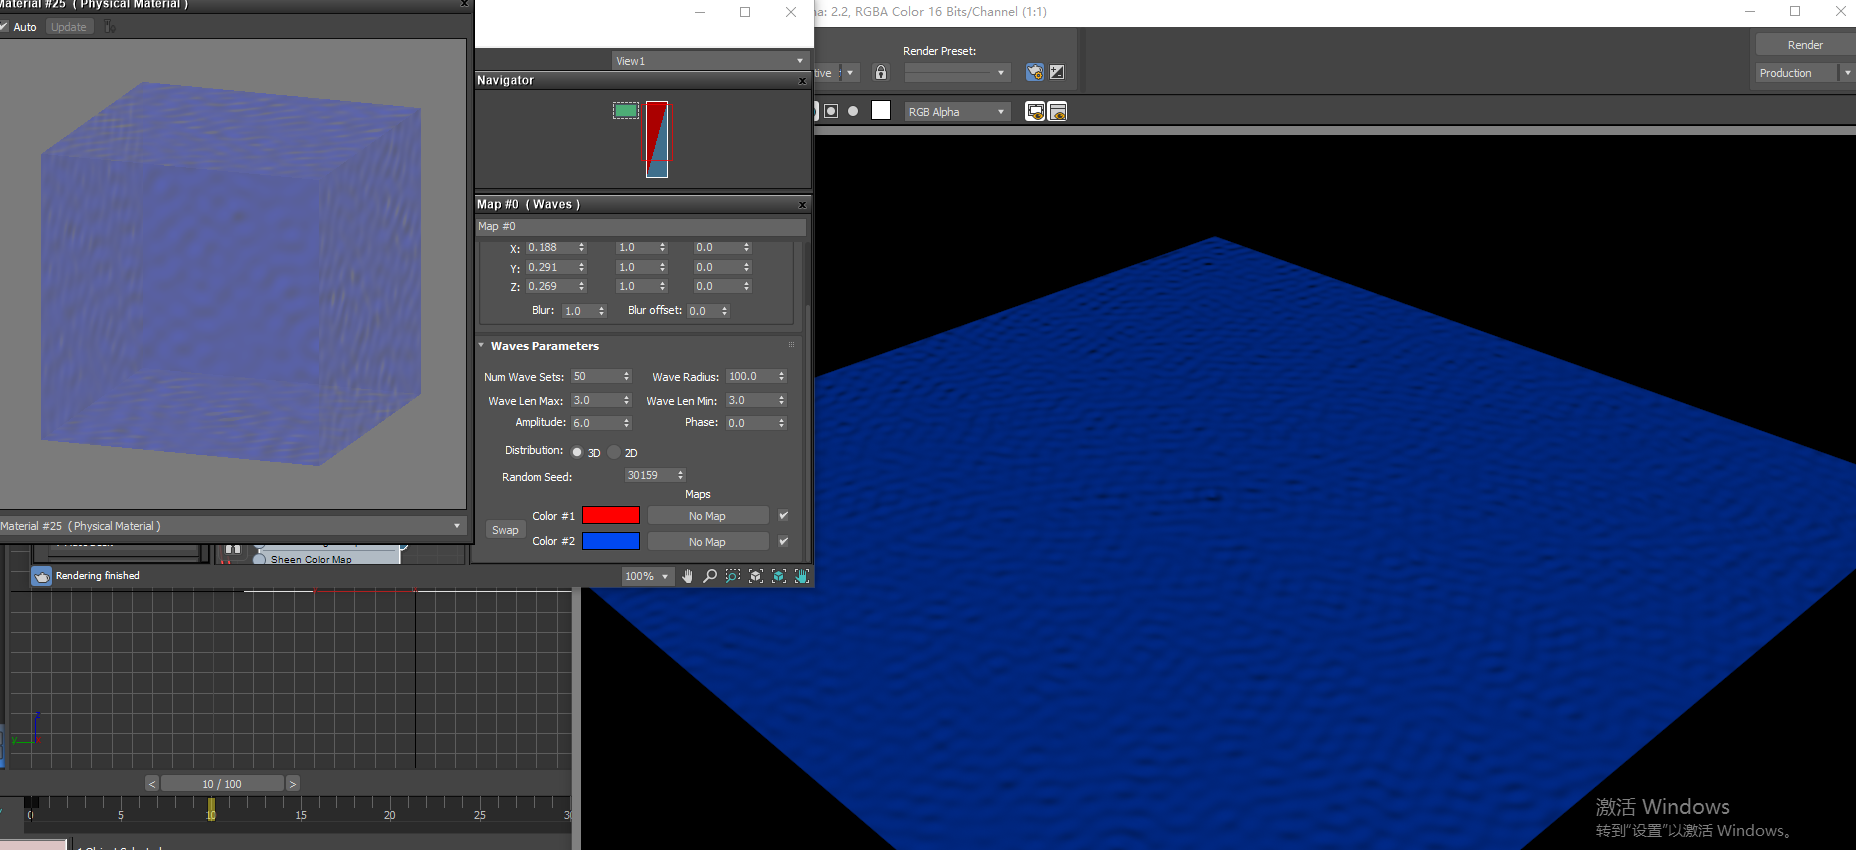 Material #25 ( Physical Material )
Auto
Update
View1
Navigator
Map #0 ( Waves )
Map #0
X: 0.188 1.0 0.0
Y: 0.291 1.0 0.0
Z: 0.269 1.0 0.0
Blur: 1.0 Blur offset: 0.0
Waves Parameters
Num Wave Sets: 50 Wave Radius: 100.0
Wave Len Max: 3.0 Wave Len Min: 3.0
Amplitude: 6.0 Phase: 0.0
Distribution: 3D 2D
Random Seed: 30159
Maps
Swap
Color #1 No Map
Color #2 No Map
Material #25 ( Physical Material )
Sheen Color Map
Rendering finished
100%
z
y
< 10 / 100 >
0 5 10 15 20 25
2.2, RGBA Color 16 Bits/Channel (1:1)
Render Preset:
Render
Production
RGB Alpha
激活 Windows
转到“设置”以激活 Windows。